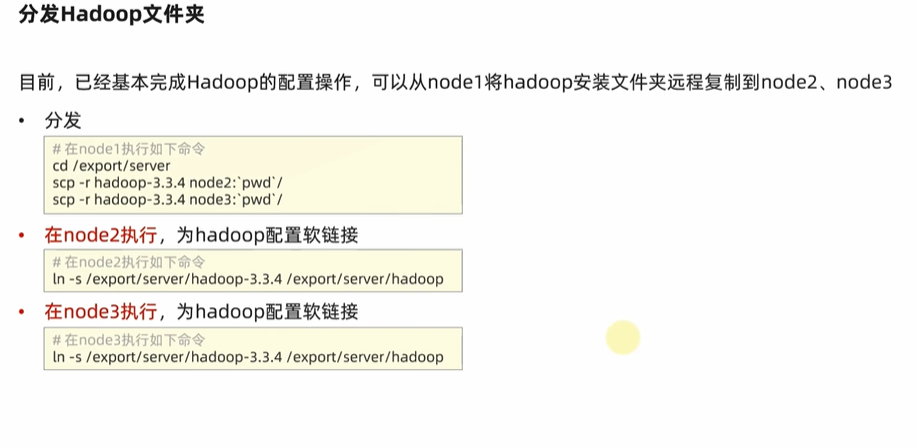 分发Hadoop文件夹
目前，已经基本完成Hadoop的配置操作，可以从node1将hadoop安装文件夹远程复制到node2、node3
• 分发
# 在node1执行如下命令
cd /export/server
scp -r hadoop-3.3.4 node2:`pwd`/
scp -r hadoop-3.3.4 node3:`pwd`/
• 在node2执行，为hadoop配置软链接
# 在node2执行如下命令
ln -s /export/server/hadoop-3.3.4 /export/server/hadoop
• 在node3执行，为hadoop配置软链接
# 在node3执行如下命令
ln -s /export/server/hadoop-3.3.4 /export/server/hadoop